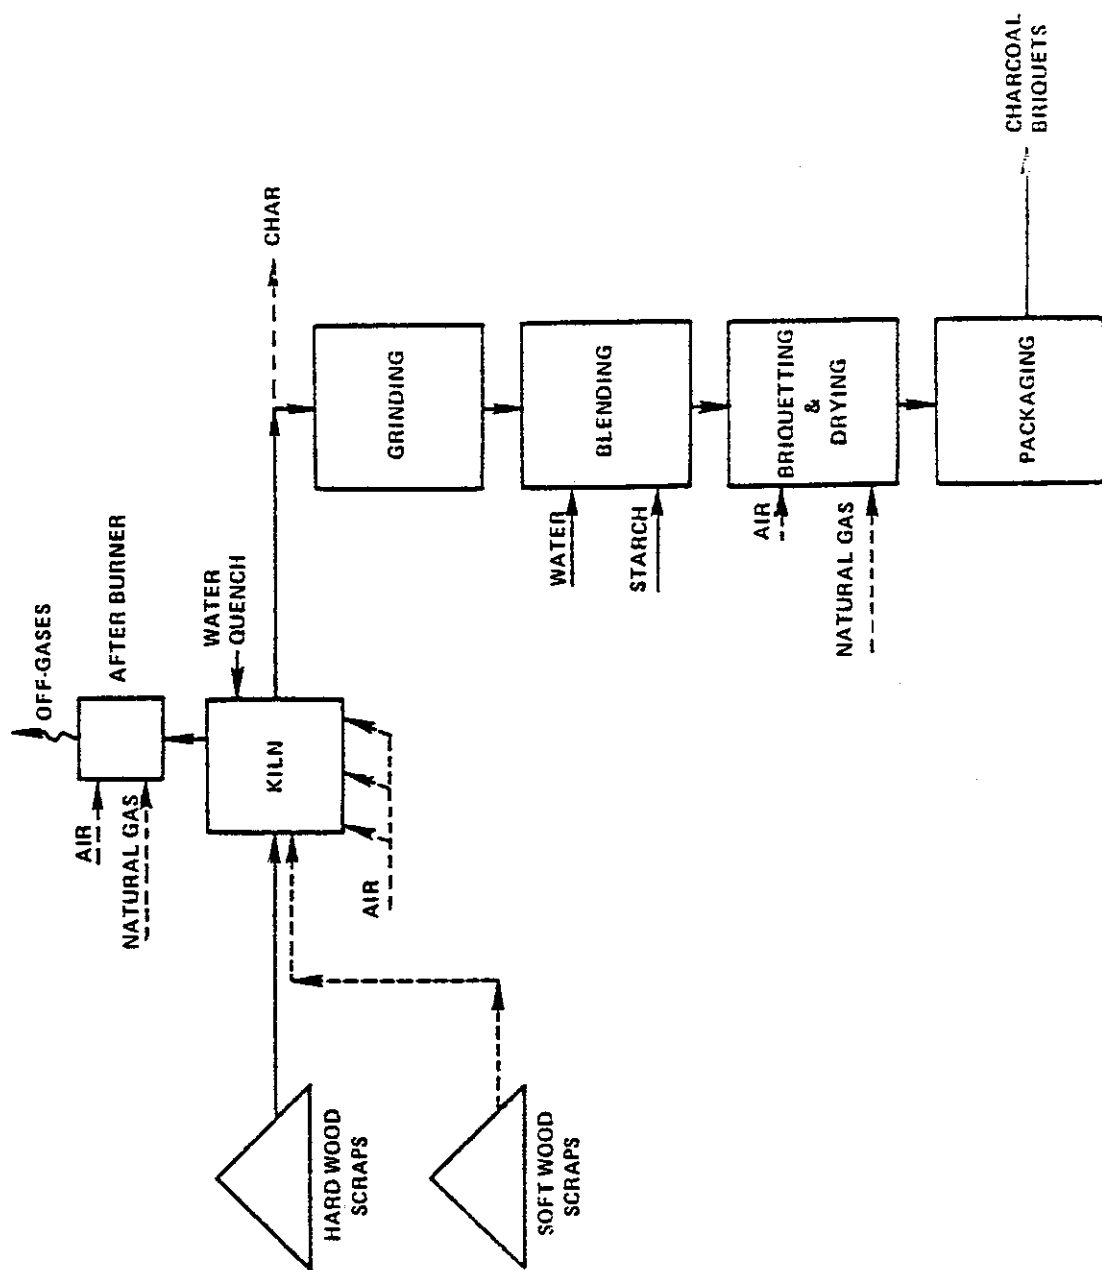 OFF-GASES
AIR
NATURAL GAS
AFTER BURNER
WATER
QUENCH
KILN
AIR
HARD WOOD
SCRAPS
SOFT WOOD
SCRAPS
CHAR
GRINDING
WATER
STARCH
BLENDING
AIR
NATURAL GAS
BRIQUETTING
&
DRYING
PACKAGING
CHARCOAL
BRIQUETS